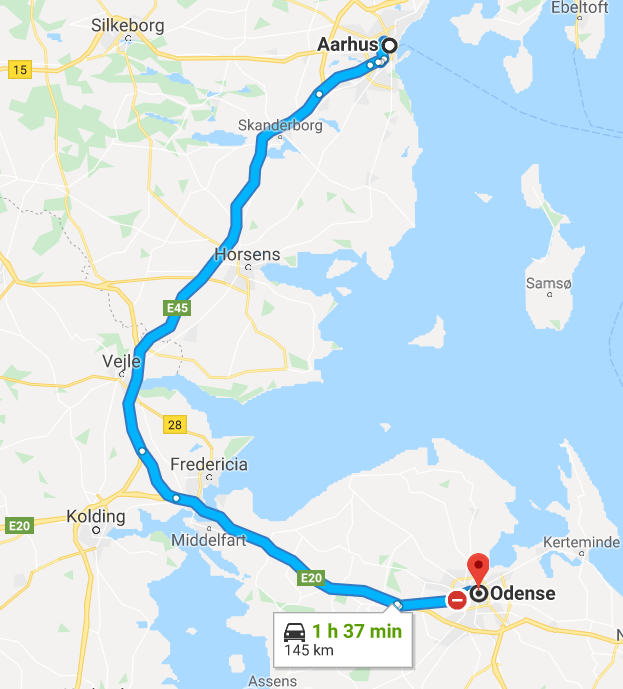 Ebeltoft
Silkeborg
Aarhus
15
Skanderborg
Horsens
Samsø
E45
Vejle
28
Fredericia
E20
Kolding
Middelfart
Kerteminde
E20
Odense
1 h 37 min
145 km
Assens